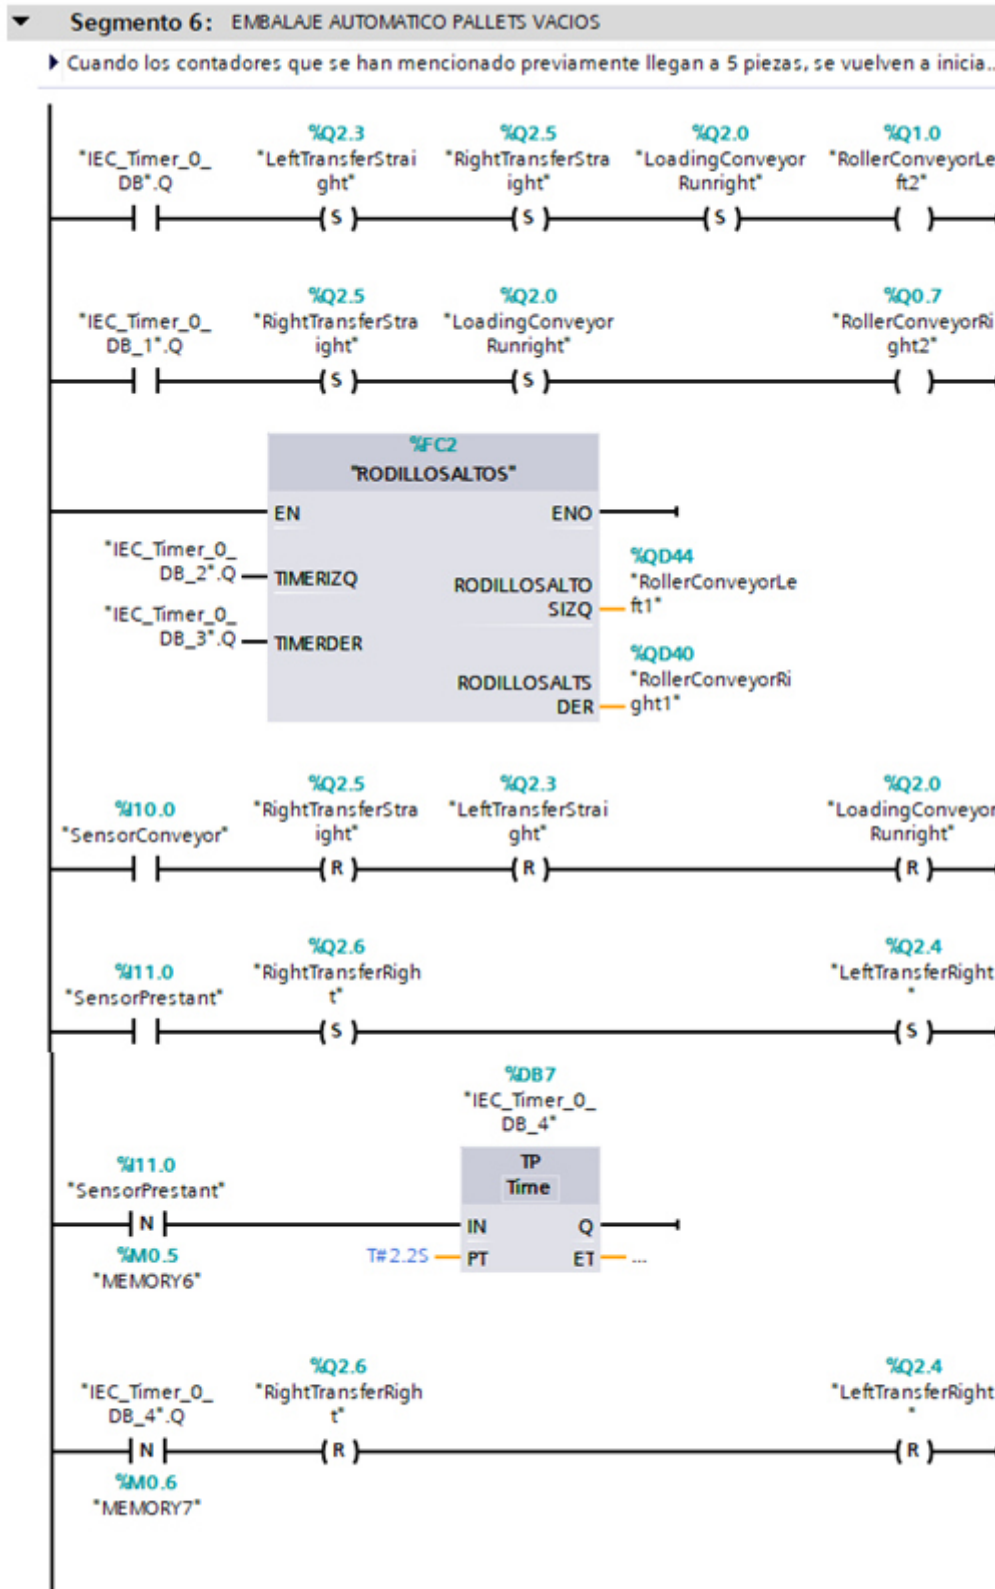 Segmento 6: EMBALAJE AUTOMATICO PALLETS VACIOS
Cuando los contadores que se han mencionado previamente llegan a 5 piezas, se vuelven a inicia...
%Q2.3 %Q2.5 %Q2.0 %Q1.0
"IEC_Timer_0_ "LeftTransferStrai "RightTransferStra "LoadingConveyor "RollerConveyorLe
DB".Q ght" ight" Runright" ft2"
( S ) ( S ) ( S ) ( )
%Q2.5 %Q2.0 %Q0.7
"IEC_Timer_0_ "RightTransferStra "LoadingConveyor "RollerConveyorRi
DB_1".Q ight" Runright" ght2"
( S ) ( S ) ( )
%FC2
"RODILLOSALTOS"
EN ENO
"IEC_Timer_0_
DB_2".Q TIMERIZQ
RODILLOSALTO
SIZQ
%QD44
"RollerConveyorLe
ft1"
"IEC_Timer_0_
DB_3".Q TIMERDER
RODILLOSALTS
DER
%QD40
"RollerConveyorRi
ght1"
%Q2.5 %Q2.3 %Q2.0
%I10.0 "RightTransferStra "LeftTransferStrai "LoadingConveyor
"SensorConveyor" ight" ght" Runright"
( R ) ( R ) ( R )
%Q2.6 %Q2.4
%I11.0 "RightTransferRigh "LeftTransferRight
"SensorPrestant" t" "
( S ) ( S )
%DB7
"IEC_Timer_0_
DB_4"
%I11.0 TP
"SensorPrestant" Time
N IN Q
%M0.5 T#2.2S PT ET ...
"MEMORY6"
%Q2.6 %Q2.4
"IEC_Timer_0_ "RightTransferRigh "LeftTransferRight
DB_4".Q t" "
N ( R ) ( R )
%M0.6
"MEMORY7"